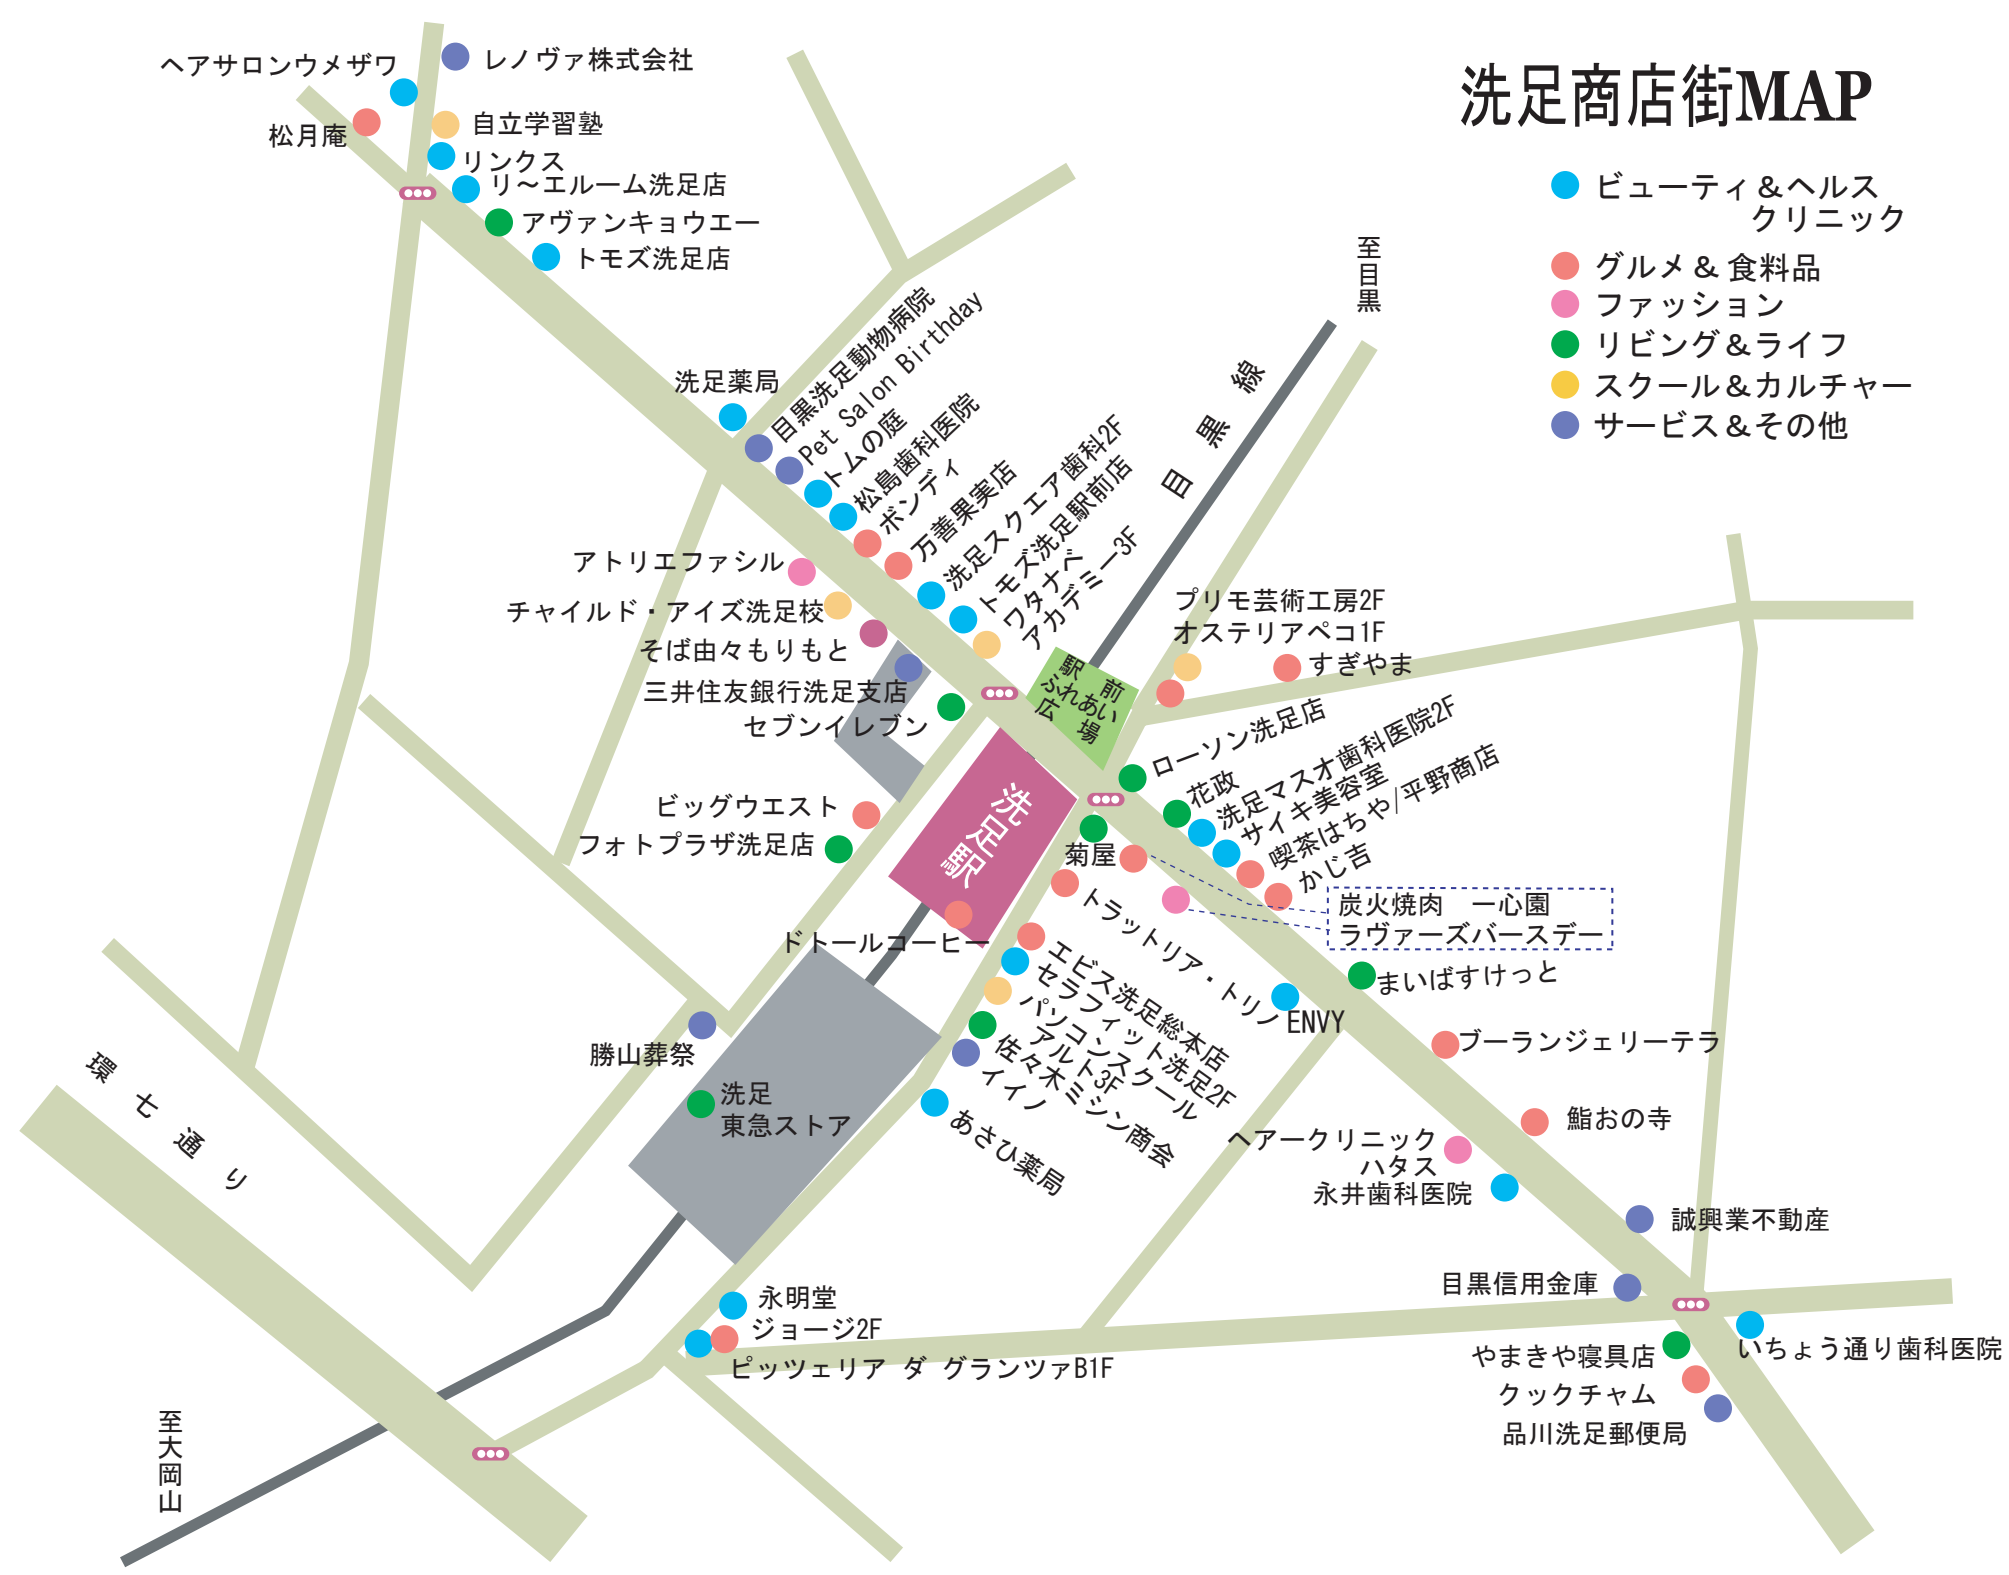 洗足商店街MAP
ビューティ＆ヘルス
クリニック
グルメ＆食料品
ファッション
リビング＆ライフ
スクール＆カルチャー
サービス＆その他
ヘアサロンウメザワ
レノヴァ株式会社
松月庵
自立学習塾
リンクス
リ〜エルーム洗足店
アヴァンキョウエー
トモズ洗足店
至目黒
目黒線
洗足薬局
目黒洗足動物病院
Pet Salon Birthday
トムの庭
松島歯科医院
ボンディ
万善果実店
洗足スクエア歯科2F
トモズ洗足駅前店
ワタナベ
アカデミー3F
アトリエファシル
チャイルド・アイズ洗足校
そば由々もりもと
三井住友銀行洗足支店
セブンイレブン
駅前
ふれあい
広場
プリモ芸術工房2F
オステリアペコ1F
すぎやま
ローソン洗足店
花政
洗足マスオ歯科医院2F
サイキ美容室
喫茶はちや/平野商店
かじ吉
ビッグウエスト
フォトプラザ洗足店
洗足駅
菊屋
炭火焼肉　一心園
ラヴァーズバースデー
ドトールコーヒー
トラットリア・トリノ
エビス洗足総本店
セラフィット洗足2F
パソコンスクール
アルト3F
佐々木ミシン商会
イイノ
あさひ薬局
ENVY
まいばすけっと
ブーランジェリーテラ
勝山葬祭
洗足
東急ストア
環七通り
鮨おの寺
ヘアークリニック
ハタス
永井歯科医院
誠興業不動産
目黒信用金庫
永明堂
ジョージ2F
ピッツェリア ダ グランツァB1F
いちょう通り歯科医院
やまきや寝具店
クックチャム
品川洗足郵便局
至大岡山